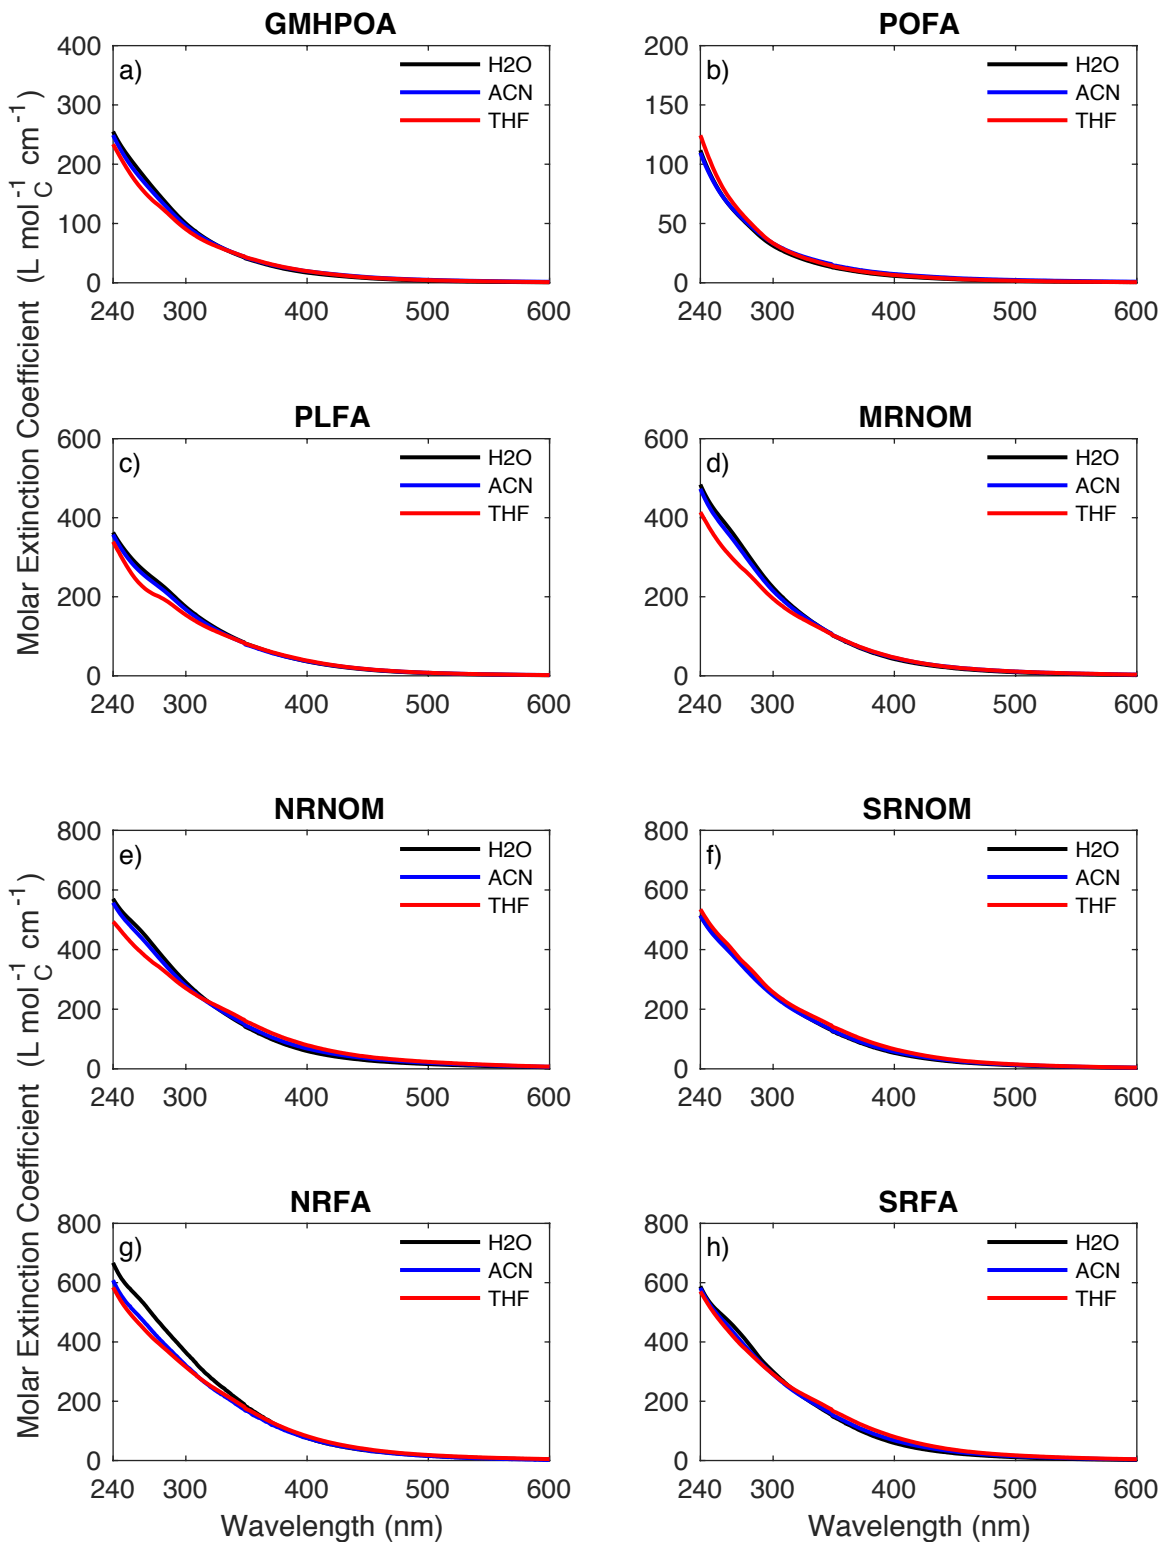 GMHPOA
a)
H2O
ACN
THF
400
300
200
100
0
240 300 400 500 600
POFA
b)
H2O
ACN
THF
200
150
100
50
0
240 300 400 500 600
Molar Extinction Coefficient (L mol_C^-1 cm^-1)
PLFA
c)
H2O
ACN
THF
600
400
200
0
240 300 400 500 600
MRNOM
d)
H2O
ACN
THF
600
400
200
0
240 300 400 500 600
NRNOM
e)
H2O
ACN
THF
800
600
400
200
0
240 300 400 500 600
SRNOM
f)
H2O
ACN
THF
800
600
400
200
0
240 300 400 500 600
Molar Extinction Coefficient (L mol_C^-1 cm^-1)
NRFA
g)
H2O
ACN
THF
800
600
400
200
0
240 300 400 500 600
Wavelength (nm)
SRFA
h)
H2O
ACN
THF
800
600
400
200
0
240 300 400 500 600
Wavelength (nm)